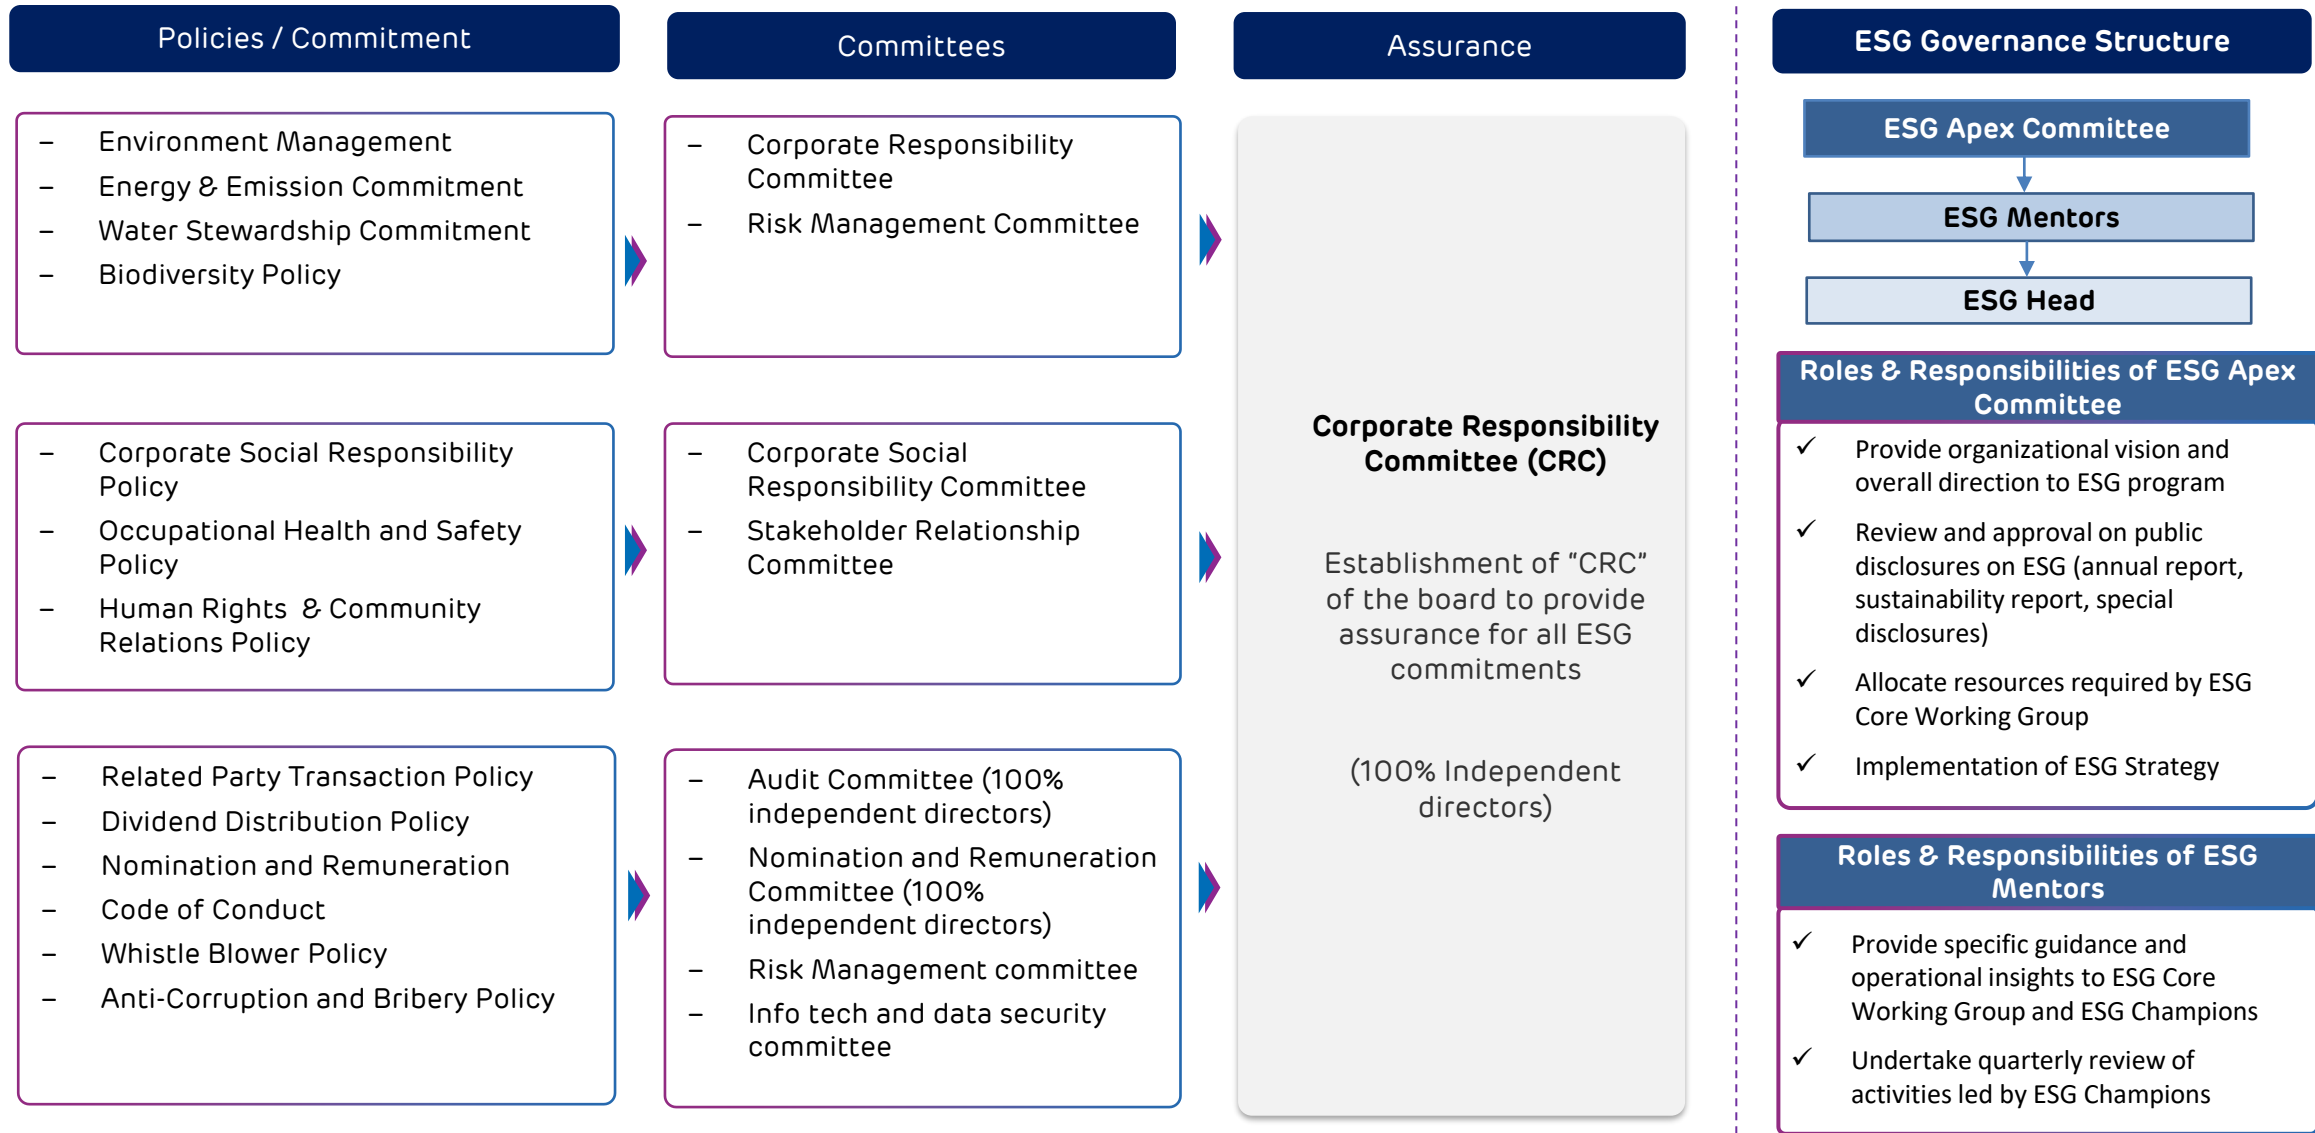 Policies / Commitment
– Environment Management
– Energy & Emission Commitment
– Water Stewardship Commitment
– Biodiversity Policy
– Corporate Social Responsibility
Policy
– Occupational Health and Safety
Policy
– Human Rights & Community
Relations Policy
– Related Party Transaction Policy
– Dividend Distribution Policy
– Nomination and Remuneration
– Code of Conduct
– Whistle Blower Policy
– Anti-Corruption and Bribery Policy
Committees
– Corporate Responsibility
Committee
– Risk Management Committee
– Corporate Social
Responsibility Committee
– Stakeholder Relationship
Committee
– Audit Committee (100%
independent directors)
– Nomination and Remuneration
Committee (100%
independent directors)
– Risk Management committee
– Info tech and data security
committee
Assurance
Corporate Responsibility
Committee (CRC)
Establishment of “CRC”
of the board to provide
assurance for all ESG
commitments
(100% Independent
directors)
ESG Governance Structure
ESG Apex Committee
ESG Mentors
ESG Head
Roles & Responsibilities of ESG Apex
Committee
✓ Provide organizational vision and
overall direction to ESG program
✓ Review and approval on public
disclosures on ESG (annual report,
sustainability report, special
disclosures)
✓ Allocate resources required by ESG
Core Working Group
✓ Implementation of ESG Strategy
Roles & Responsibilities of ESG
Mentors
✓ Provide specific guidance and
operational insights to ESG Core
Working Group and ESG Champions
✓ Undertake quarterly review of
activities led by ESG Champions